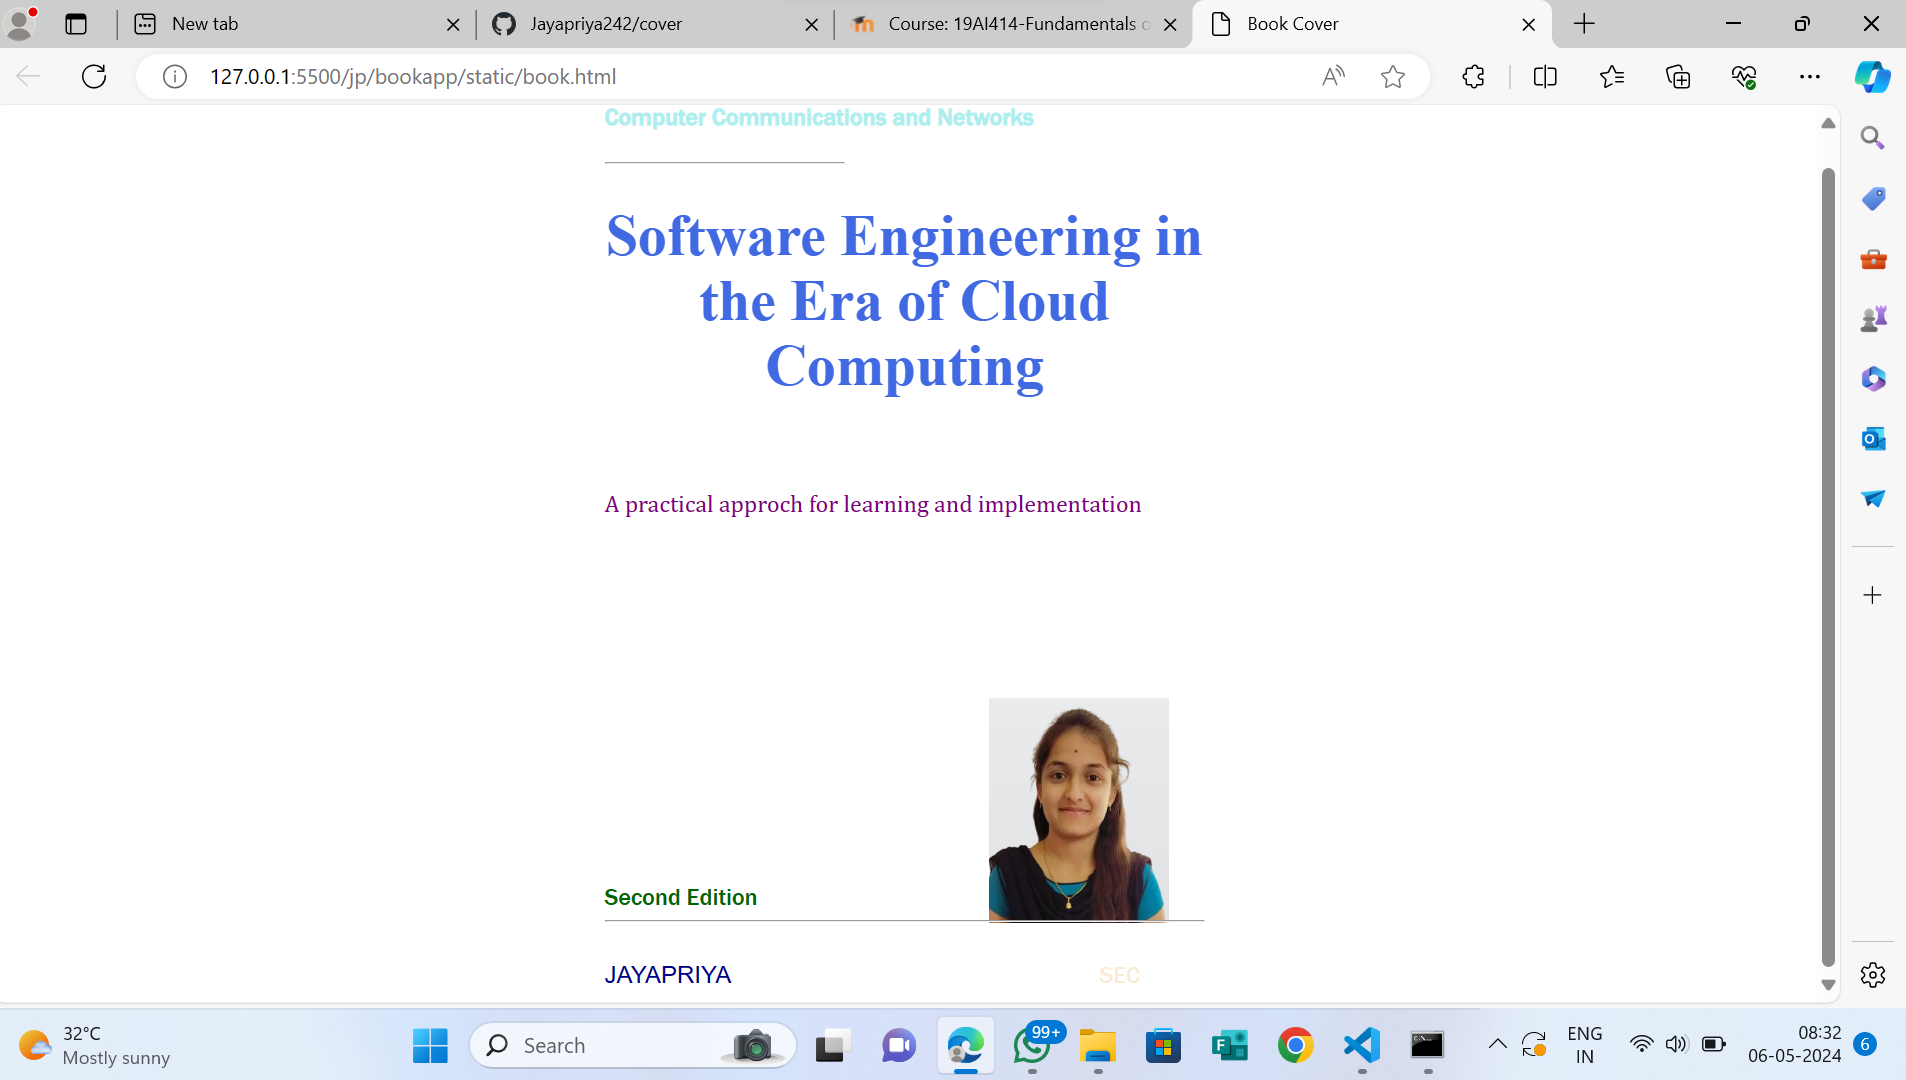 New tab
Jayapriya242/cover
Course: 19AI414-Fundamentals o
Book Cover
127.0.0.1:5500/jp/bookapp/static/book.html
Computer Communications and Networks
Software Engineering in
the Era of Cloud
Computing
A practical approch for learning and implementation
Second Edition
JAYAPRIYA
SEC
32°C
Mostly sunny
Search
99+
ENG
IN
08:32
06-05-2024
6